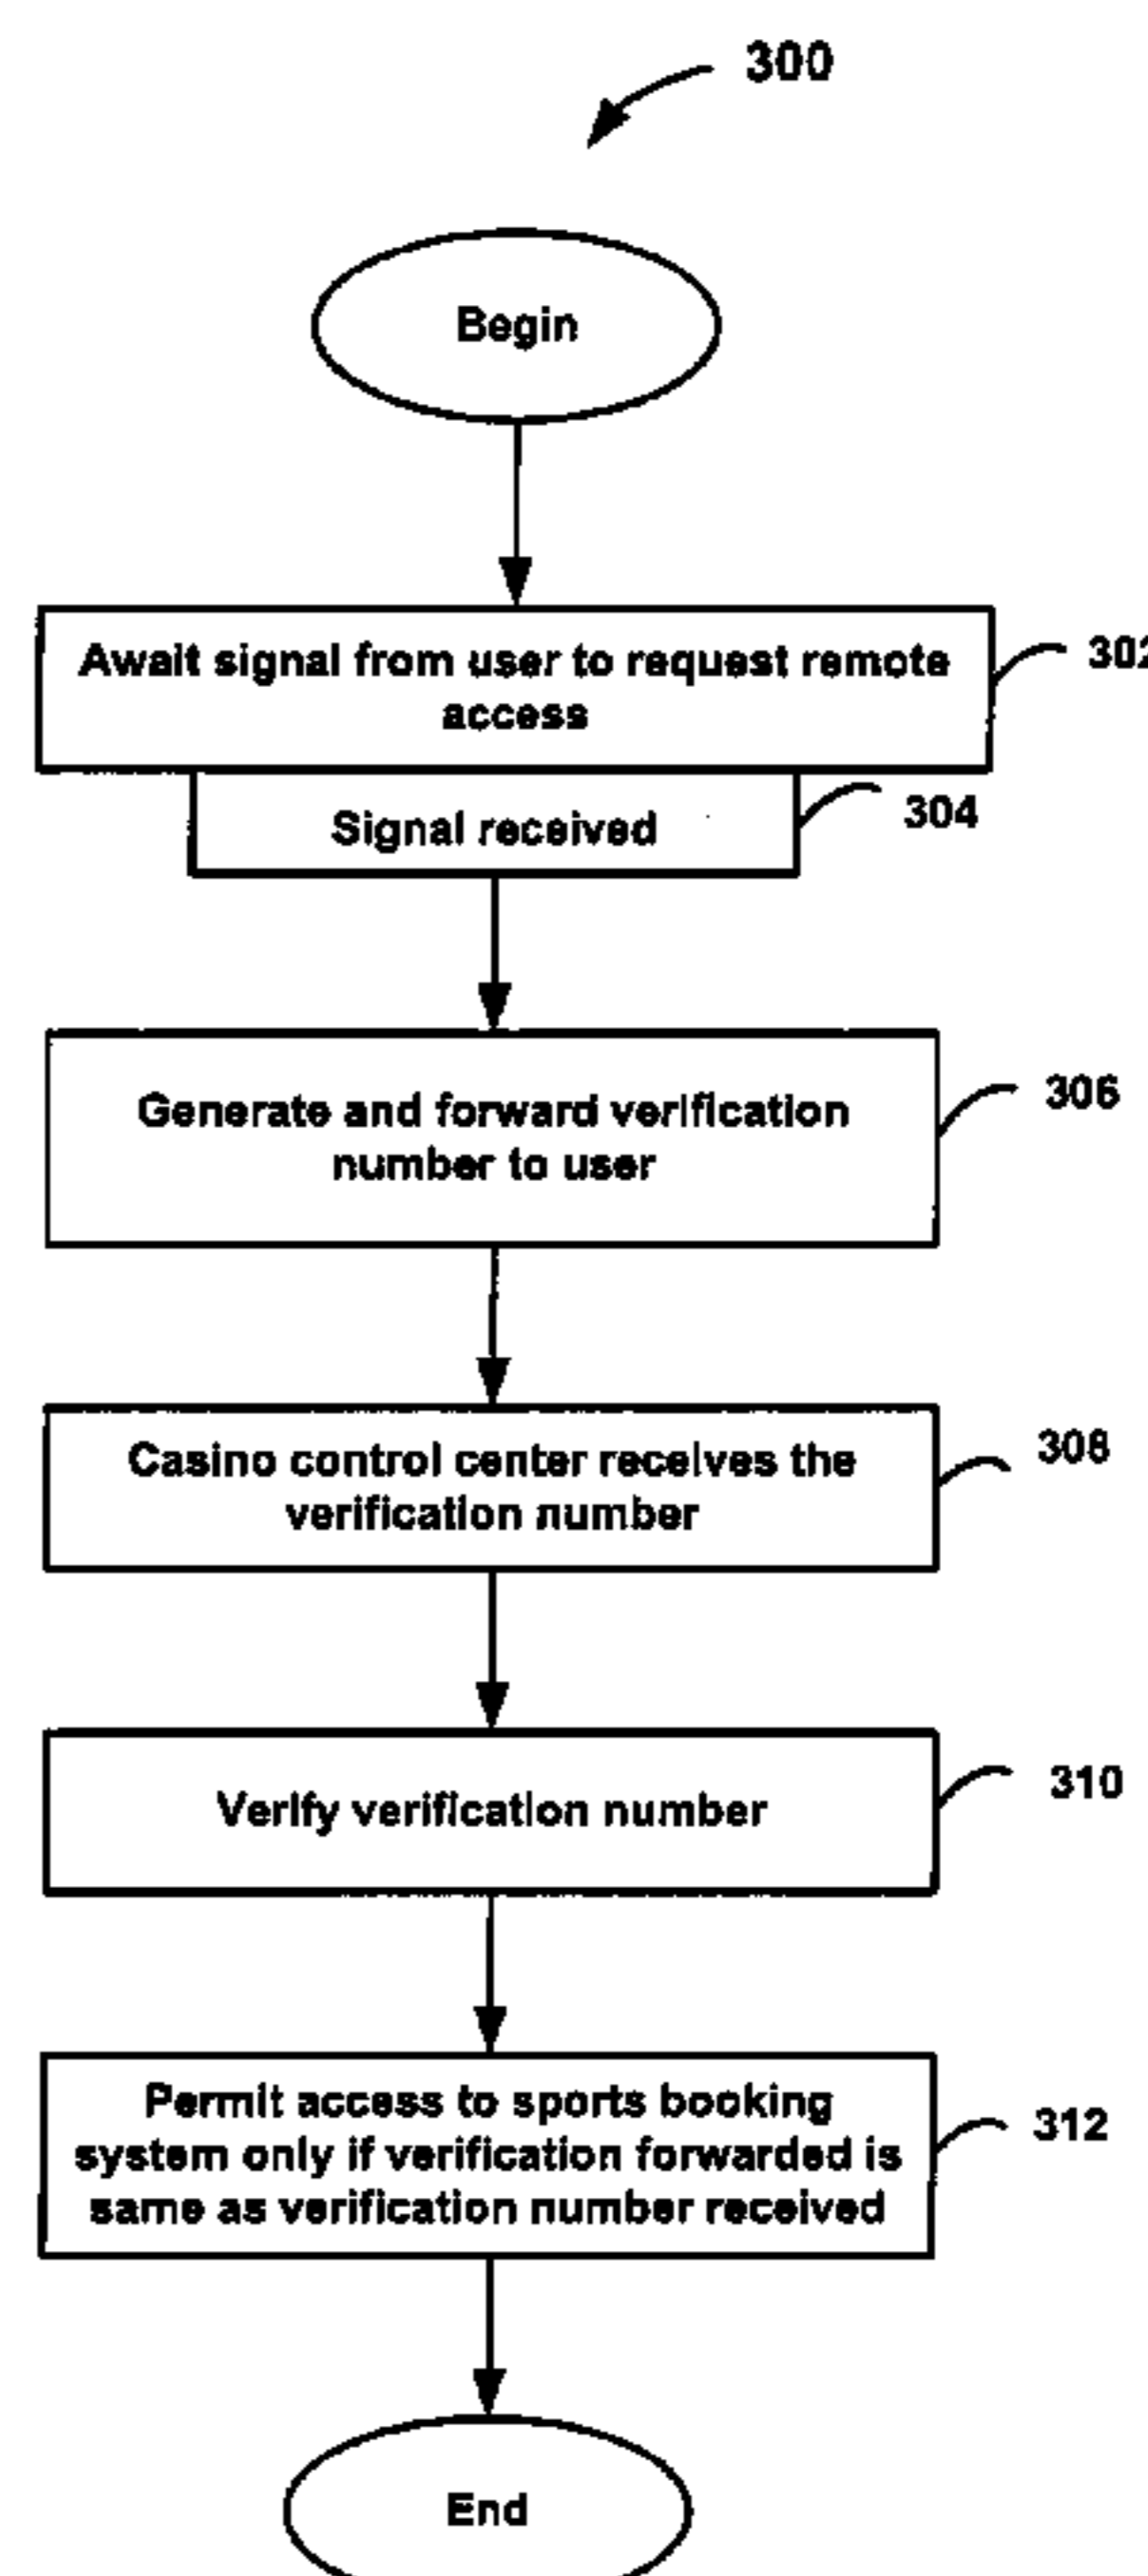 300
Begin
Await signal from user to request remote
access
302
Signal received
304
Generate and forward verification
number to user
306
Casino control center receives the
verification number
308
Verify verification number
310
Permit access to sports booking
system only if verification forwarded is
same as verification number received
312
End